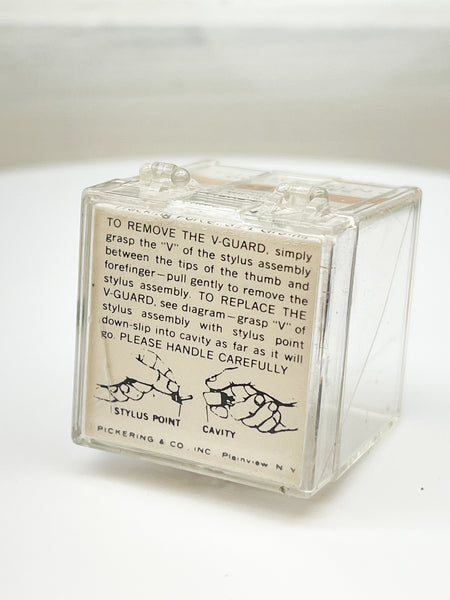 TO REMOVE THE V-GUARD, simply
grasp the "V" of the stylus assembly
between the tips of the thumb and
forefinger—pull gently to remove the
stylus assembly. TO REPLACE THE
V-GUARD, see diagram—grasp "V" of
stylus assembly with stylus point
down-slip into cavity as far as it will
go. PLEASE HANDLE CAREFULLY
STYLUS POINT CAVITY
PICKERING & CO., INC. Plainview N Y